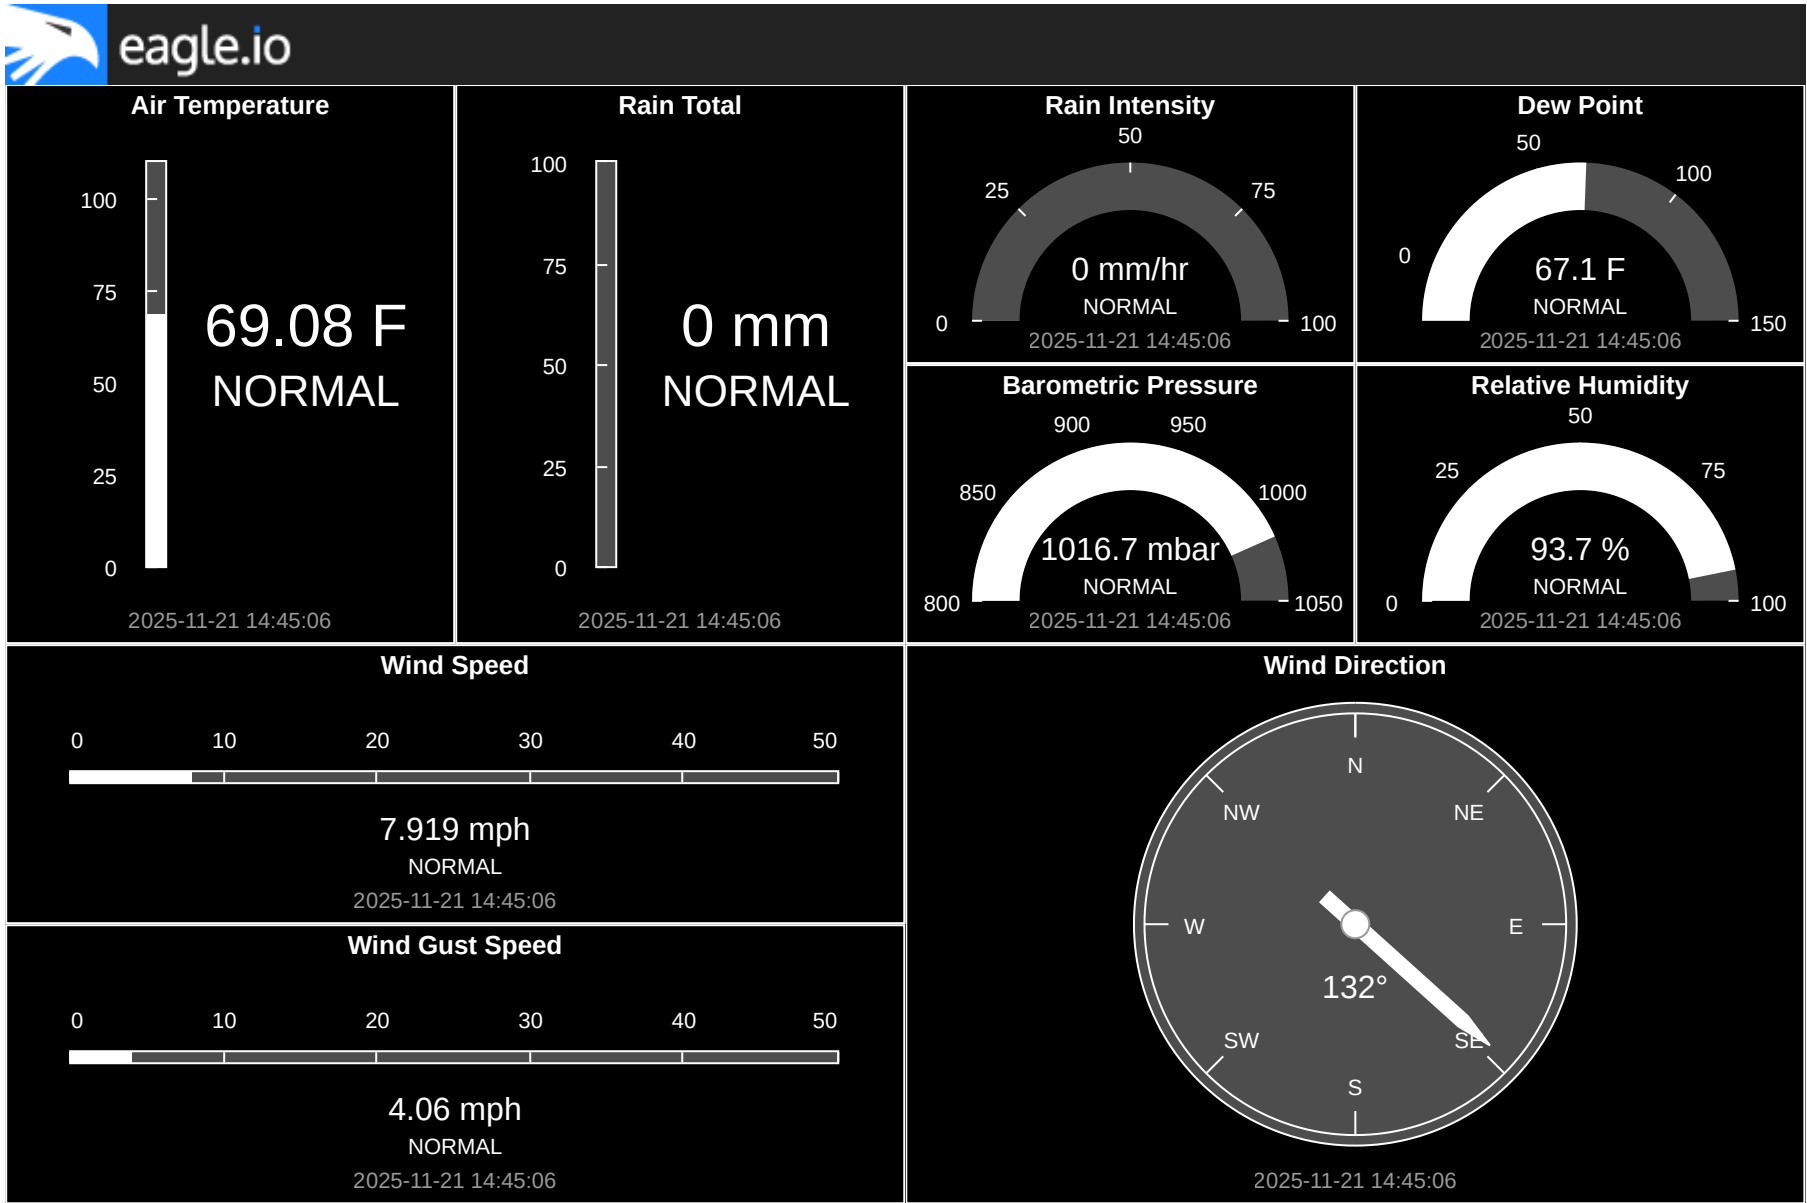 eagle.io
Air Temperature
100
75
50
25
0
69.08 F
NORMAL
2025-11-21 14:45:06
Rain Total
100
75
50
25
0
0 mm
NORMAL
2025-11-21 14:45:06
Rain Intensity
50
25 75
0 100
0 mm/hr
NORMAL
2025-11-21 14:45:06
Dew Point
50
100
0
150
67.1 F
NORMAL
2025-11-21 14:45:06
Barometric Pressure
900 950
850 1000
800 1050
1016.7 mbar
NORMAL
2025-11-21 14:45:06
Relative Humidity
50
25 75
0 100
93.7 %
NORMAL
2025-11-21 14:45:06
Wind Speed
0 10 20 30 40 50
7.919 mph
NORMAL
2025-11-21 14:45:06
Wind Gust Speed
0 10 20 30 40 50
4.06 mph
NORMAL
2025-11-21 14:45:06
Wind Direction
N
NW NE
W E
132°
SW SE
S
2025-11-21 14:45:06